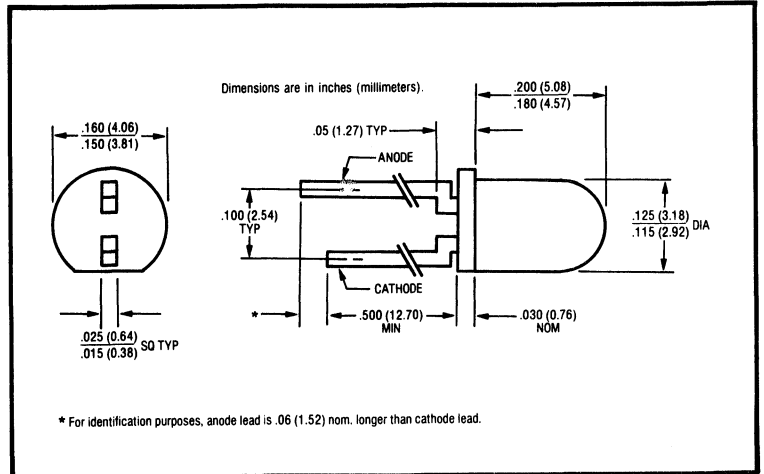 Dimensions are in inches (millimeters).
.200 (5.08)
.180 (4.57)
.160 (4.06)
.150 (3.81)
.05 (1.27) TYP
ANODE
.100 (2.54)
TYP
.125 (3.18)
.115 (2.92) DIA
CATHODE
* .500 (12.70)
MIN
.030 (0.76)
NOM
.025 (0.64)
.015 (0.38) SQ TYP
* For identification purposes, anode lead is .06 (1.52) nom. longer than cathode lead.